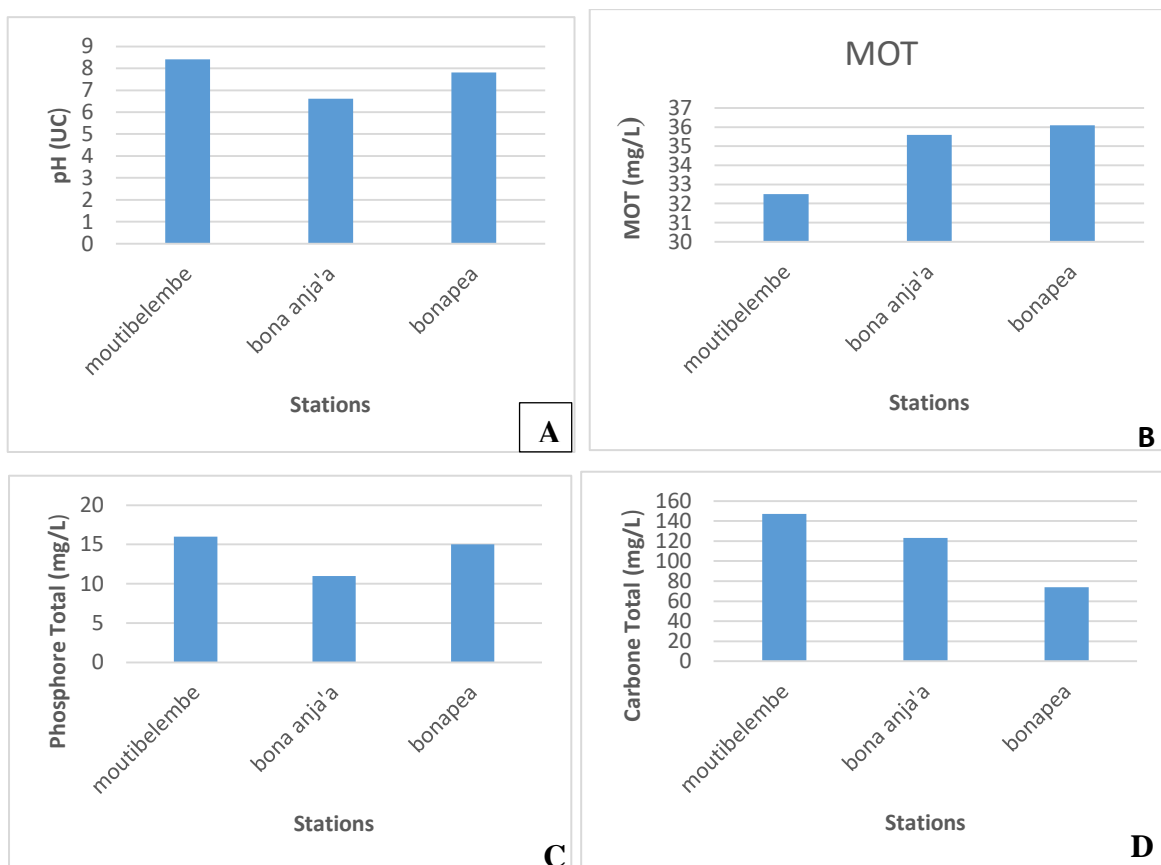 9
8
7
6
5
4
3
2
1
0
pH (UC)
moutibelembe
bona anja'a
bonapea
Stations
A
MOT
37
36
35
34
33
32
31
30
MOT (mg/L)
moutibelembe
bona anja'a
bonapea
Stations
B
20
15
10
5
0
Phosphore Total (mg/L)
moutibelembe
bona anja'a
bonapea
Stations
C
160
140
120
100
80
60
40
20
0
Carbone Total (mg/L)
moutibelembe
bona anja'a
bonapea
Stations
D